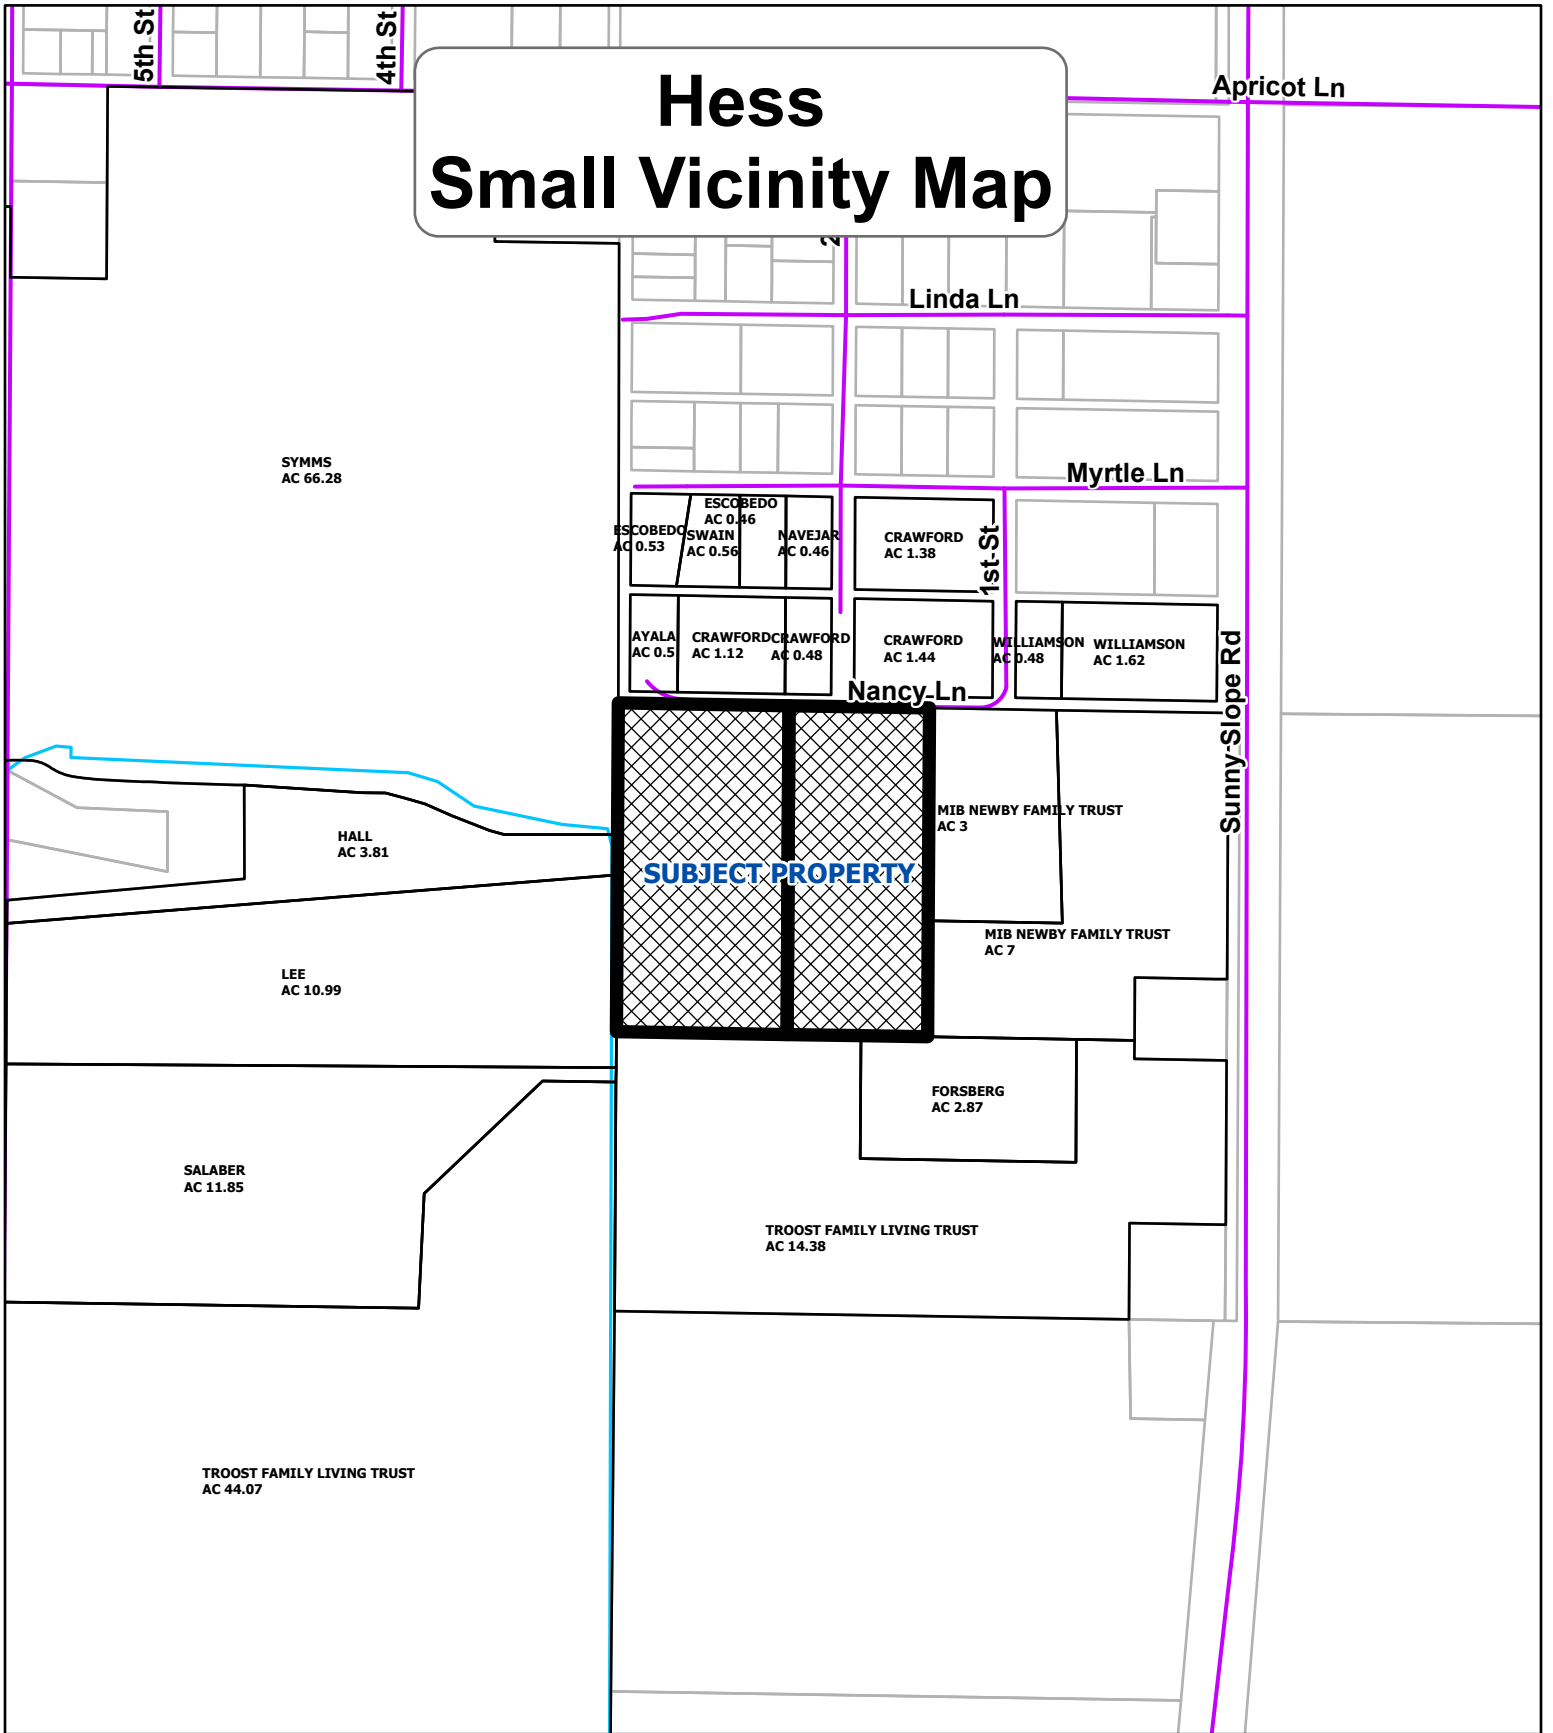 5th St
4th St
Hess
Small Vicinity Map
Apricot Ln
Linda Ln
SYMMS
AC 66.28
Myrtle Ln
ESCOBEDO
AC 0.46
ESCOBEDO
AC 0.53
SWAIN
AC 0.56
NAVEJAR
AC 0.46
CRAWFORD
AC 1.38
1st St
AYALA
AC 0.5
CRAWFORD
AC 1.12
CRAWFORD
AC 0.48
CRAWFORD
AC 1.44
WILLIAMSON
AC 0.48
WILLIAMSON
AC 1.62
Sunny Slope Rd
Nancy Ln
MIB NEWBY FAMILY TRUST
AC 3
HALL
AC 3.81
SUBJECT PROPERTY
MIB NEWBY FAMILY TRUST
AC 7
LEE
AC 10.99
FORSBERG
AC 2.87
SALABER
AC 11.85
TROOST FAMILY LIVING TRUST
AC 14.38
TROOST FAMILY LIVING TRUST
AC 44.07